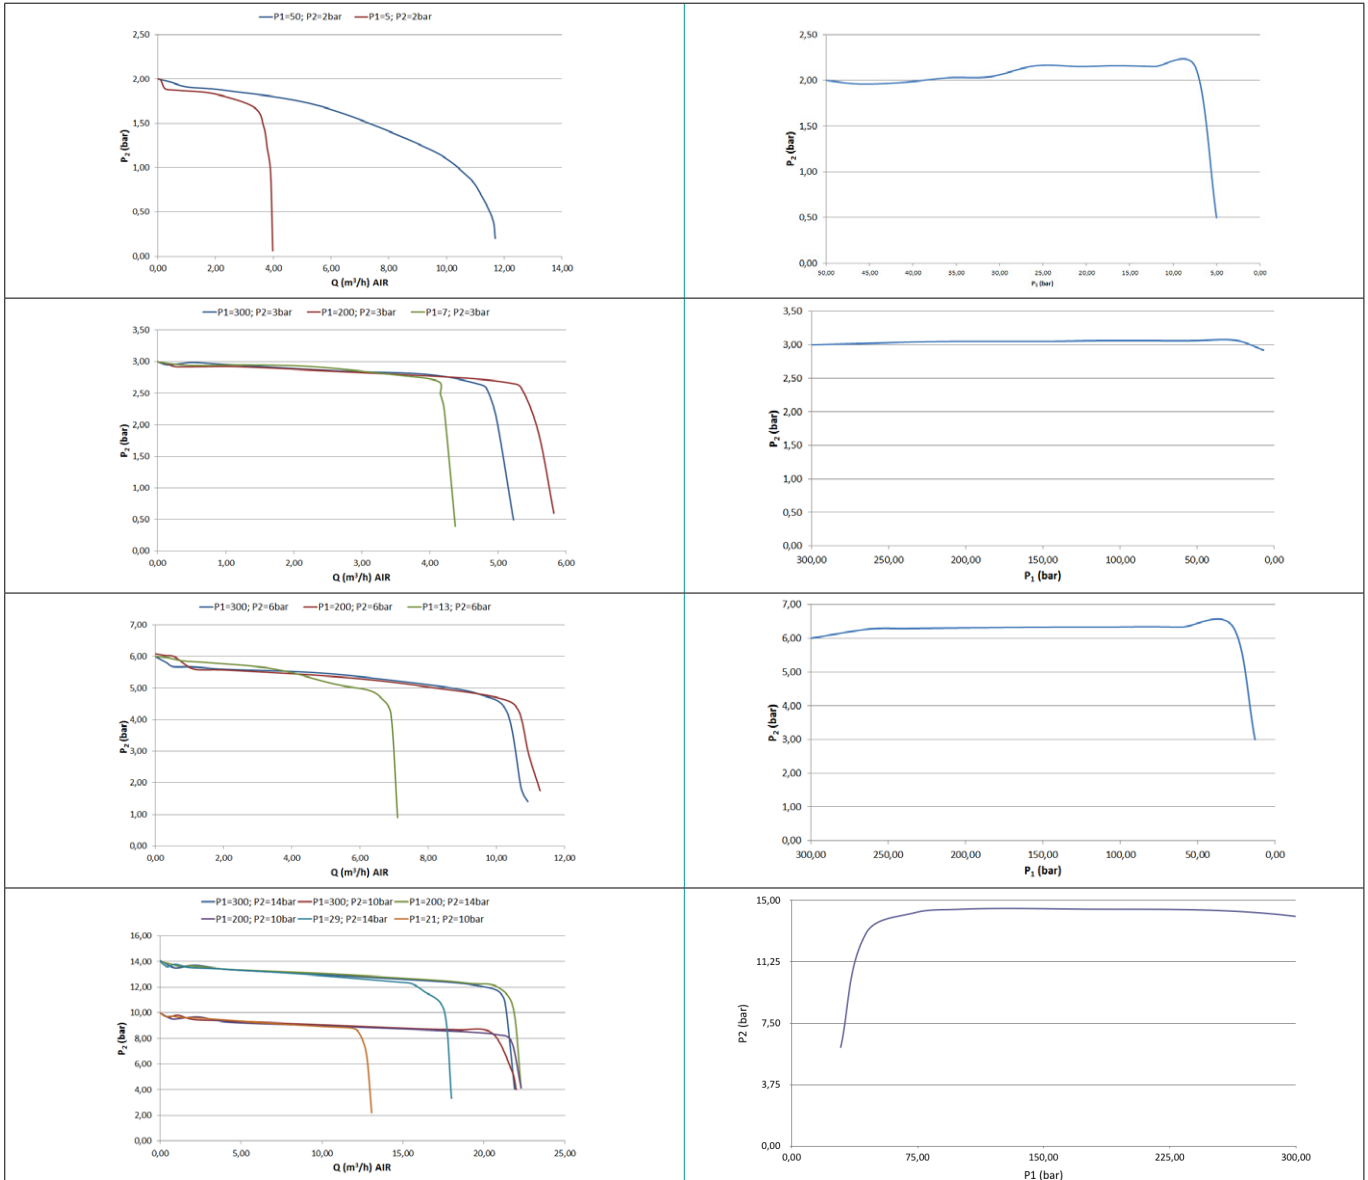 P1=50; P2=2bar P1=5; P2=2bar
2,50
2,00
1,50
1,00
0,50
0,00
P2 (bar)
0,00 2,00 4,00 6,00 8,00 10,00 12,00 14,00
Q (m³/h) AIR
2,50
2,00
1,50
1,00
0,50
0,00
P2 (bar)
50,00 45,00 40,00 35,00 30,00 25,00 20,00 15,00 10,00 5,00 0,00
P1 (bar)
P1=300; P2=3bar P1=200; P2=3bar P1=7; P2=3bar
3,50
3,00
2,50
2,00
1,50
1,00
0,50
0,00
P2 (bar)
0,00 1,00 2,00 3,00 4,00 5,00 6,00
Q (m³/h) AIR
3,50
3,00
2,50
2,00
1,50
1,00
0,50
0,00
P2 (bar)
300,00 250,00 200,00 150,00 100,00 50,00 0,00
P1 (bar)
P1=300; P2=6bar P1=200; P2=6bar P1=13; P2=6bar
7,00
6,00
5,00
4,00
3,00
2,00
1,00
0,00
P2 (bar)
0,00 2,00 4,00 6,00 8,00 10,00 12,00
Q (m³/h) AIR
7,00
6,00
5,00
4,00
3,00
2,00
1,00
0,00
P2 (bar)
300,00 250,00 200,00 150,00 100,00 50,00 0,00
P1 (bar)
P1=300; P2=14bar P1=300; P2=10bar P1=200; P2=14bar
P1=200; P2=10bar P1=29; P2=14bar P1=21; P2=10bar
16,00
14,00
12,00
10,00
8,00
6,00
4,00
2,00
0,00
P2 (bar)
0,00 5,00 10,00 15,00 20,00 25,00
Q (m³/h) AIR
15,00
11,25
7,50
3,75
0,00
P2 (bar)
0,00 75,00 150,00 225,00 300,00
P1 (bar)